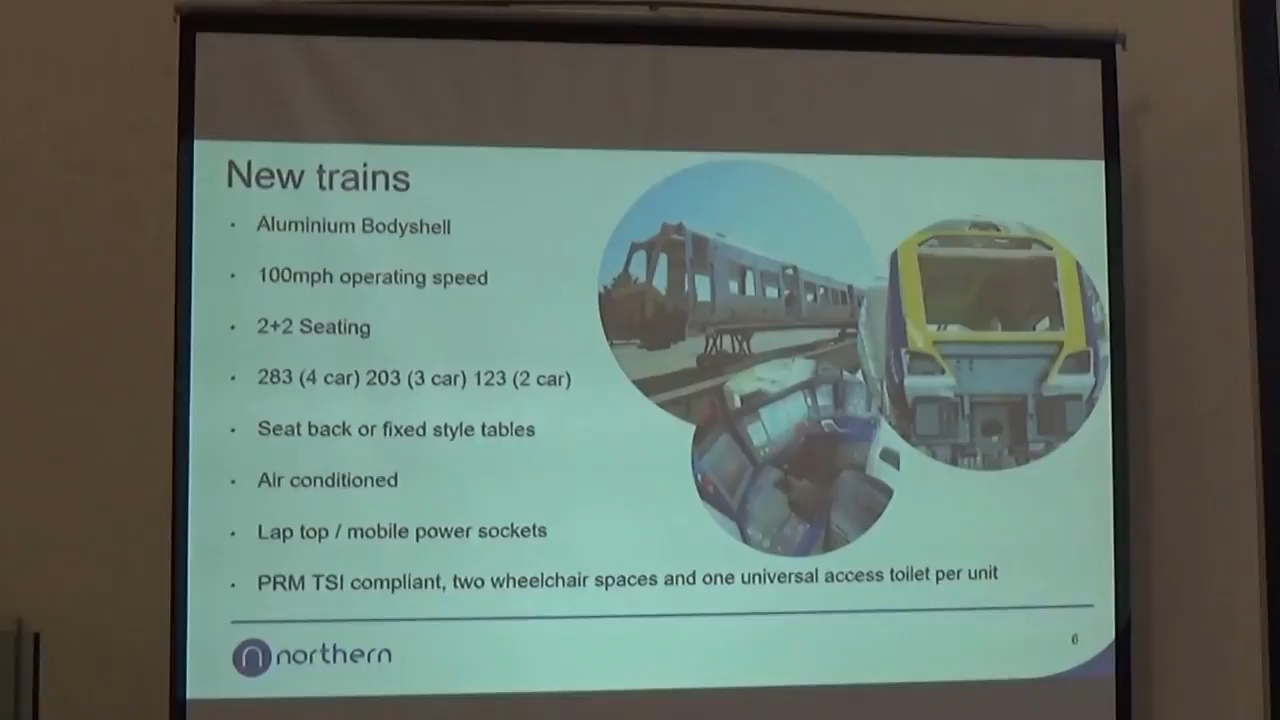 New trains
· Aluminium Bodyshell
· 100mph operating speed
· 2+2 Seating
· 283 (4 car) 203 (3 car) 123 (2 car)
· Seat back or fixed style tables
· Air conditioned
· Lap top / mobile power sockets
· PRM TSI compliant, two wheelchair spaces and one universal access toilet per unit
n northern
6